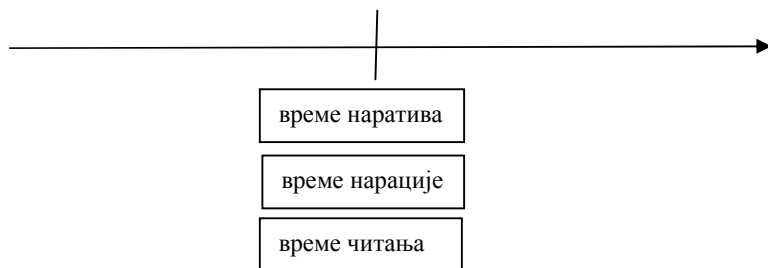 време наратива
време нарације
време читања